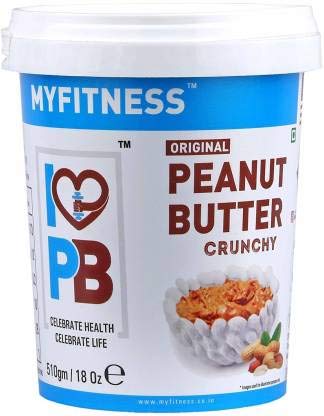 MYFITNESS™
I
PB
™
CELEBRATE HEALTH
CELEBRATE LIFE
510gm / 18 Oz e
ORIGINAL
PEANUT
BUTTER
CRUNCHY
www.myfitness.co.in